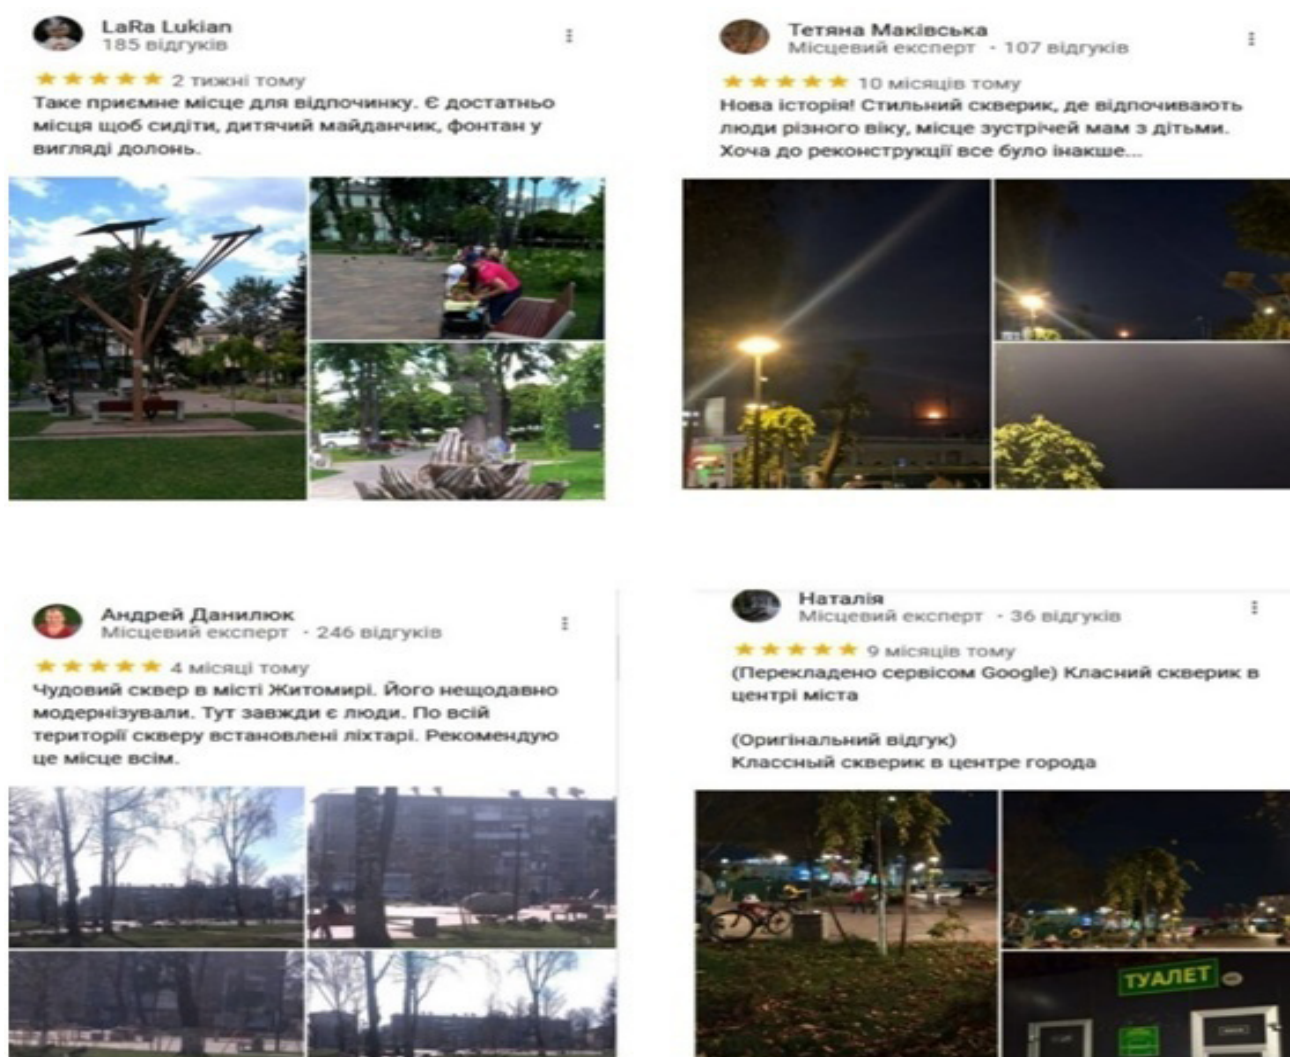 LaRa Lukian
185 відгуків
2 тижні тому
Таке приємне місце для відпочинку. Є достатньо
місця щоб сидіти, дитячий майданчик, фонтан у
вигляді долонь.
Тетяна Маківська
Місцевий експерт · 107 відгуків
10 місяців тому
Нова історія! Стильний скверик, де відпочивають
люди різного віку, місце зустрічей мам з дітьми.
Хоча до реконструкції все було інакше...
Андрей Данилюк
Місцевий експерт · 246 відгуків
4 місяці тому
Чудовий сквер в місті Житомирі. Його нещодавно
модернізували. Тут завжди є люди. По всій
території скверу встановлені ліхтарі. Рекомендую
це місце всім.
Наталія
Місцевий експерт · 36 відгуків
9 місяців тому
(Перекладено сервісом Google) Класний скверик в
центрі міста
(Оригінальний відгук)
Классный скверик в центре города
ТУАЛЕТ